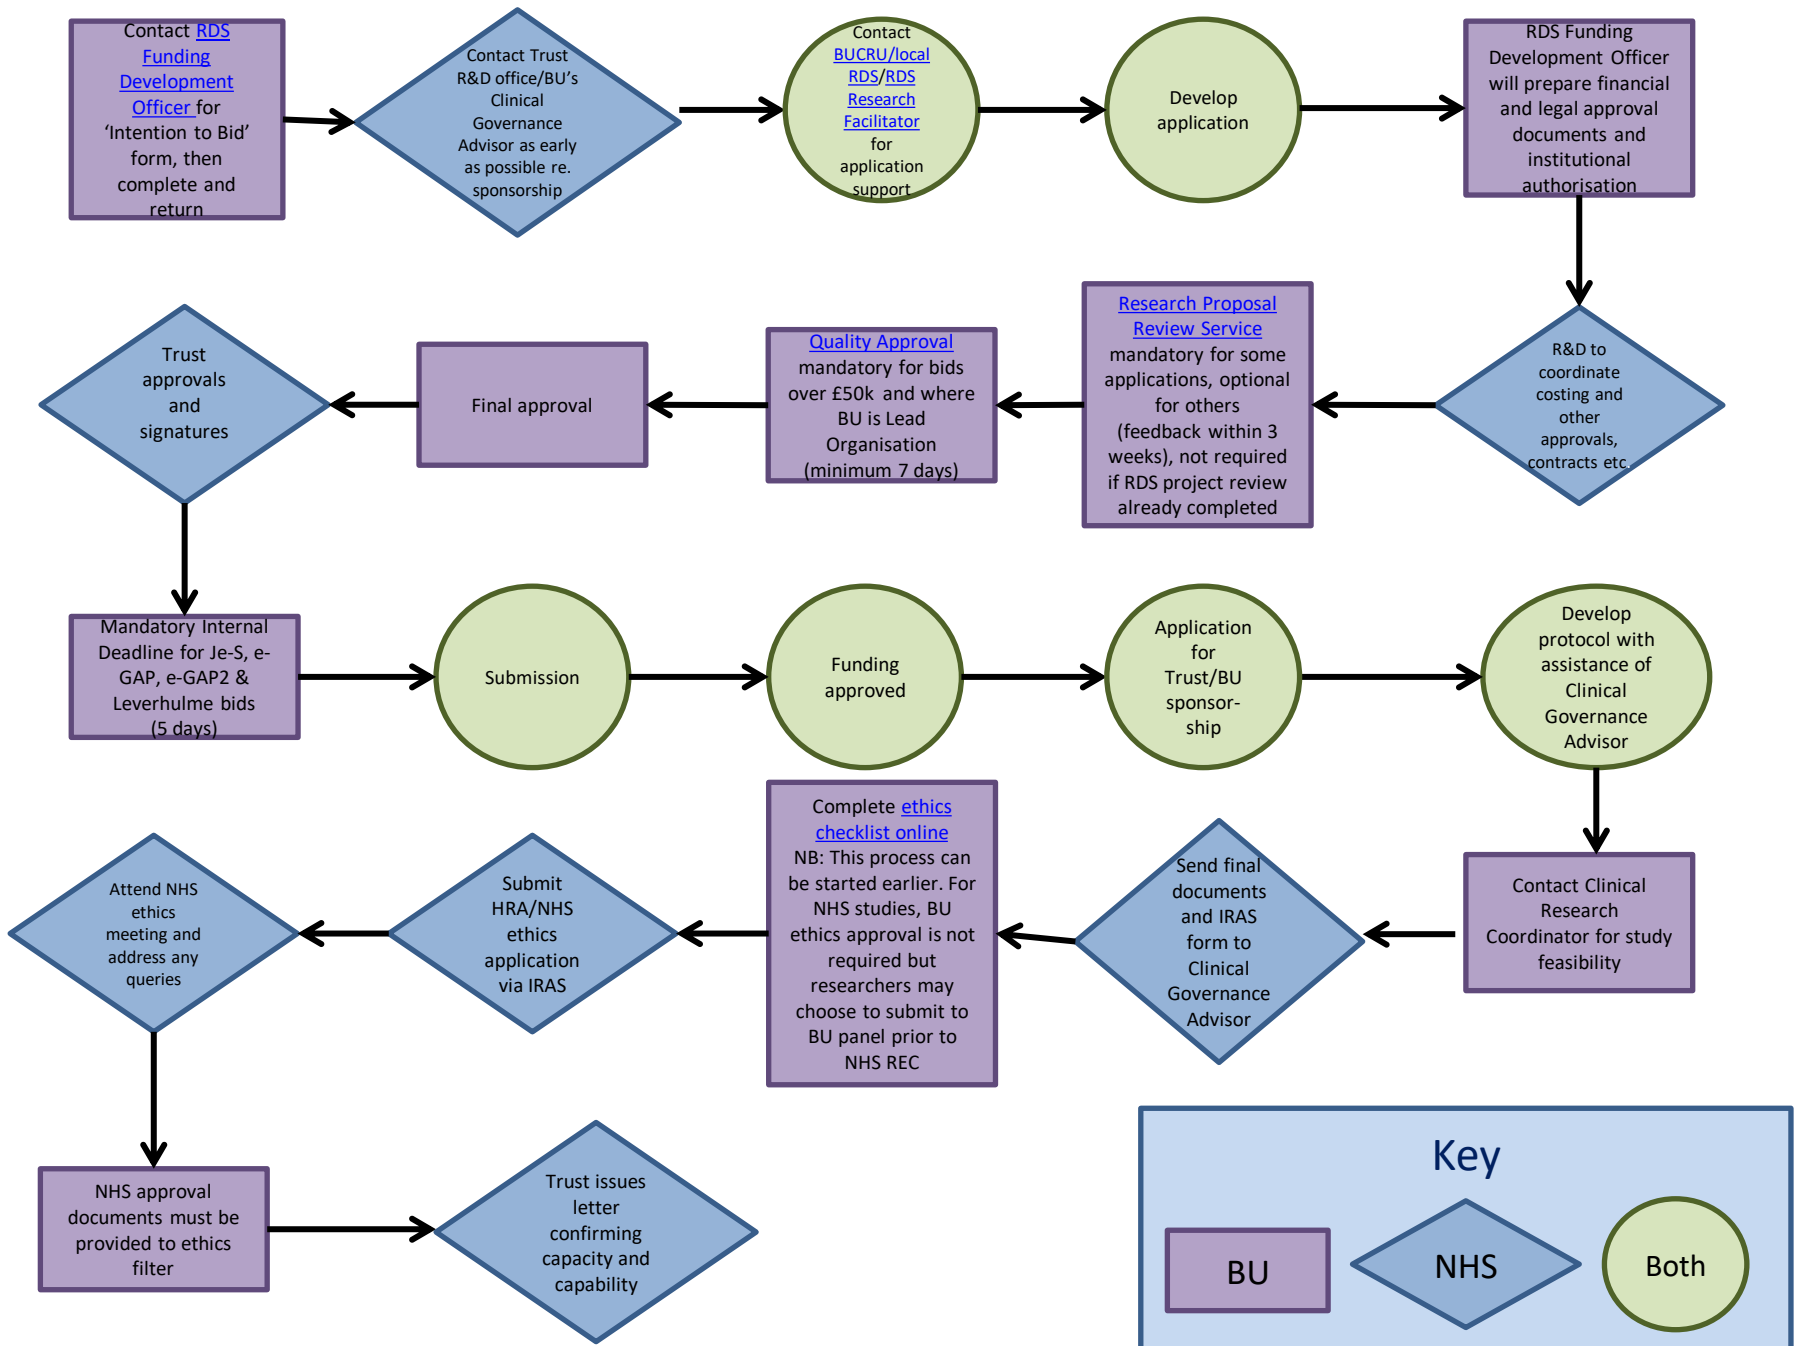 Contact RDS
Funding
Development
Officer for
‘Intention to Bid’
form, then
complete and
return
Contact Trust
R&D office/BU’s
Clinical
Governance
Advisor as early
as possible re.
sponsorship
Contact
BUCRU/local
RDS/RDS
Research
Facilitator
for
application
support
Develop
application
RDS Funding
Development Officer
will prepare financial
and legal approval
documents and
institutional
authorisation
Trust
approvals
and
signatures
Final approval
Quality Approval
mandatory for bids
over £50k and where
BU is Lead
Organisation
(minimum 7 days)
Research Proposal
Review Service
mandatory for some
applications, optional
for others
(feedback within 3
weeks), not required
if RDS project review
already completed
R&D to
coordinate
costing and
other
approvals,
contracts etc.
Mandatory Internal
Deadline for Je-S, e-
GAP, e-GAP2 &
Leverhulme bids
(5 days)
Submission
Funding
approved
Application
for
Trust/BU
sponsor-
ship
Develop
protocol with
assistance of
Clinical
Governance
Advisor
Attend NHS
ethics
meeting and
address any
queries
Submit
HRA/NHS
ethics
application
via IRAS
Complete ethics
checklist online
NB: This process can
be started earlier. For
NHS studies, BU
ethics approval is not
required but
researchers may
choose to submit to
BU panel prior to
NHS REC
Send final
documents
and IRAS
form to
Clinical
Governance
Advisor
Contact Clinical
Research
Coordinator for study
feasibility
NHS approval
documents must be
provided to ethics
filter
Trust issues
letter
confirming
capacity and
capability
Key
BU
NHS
Both